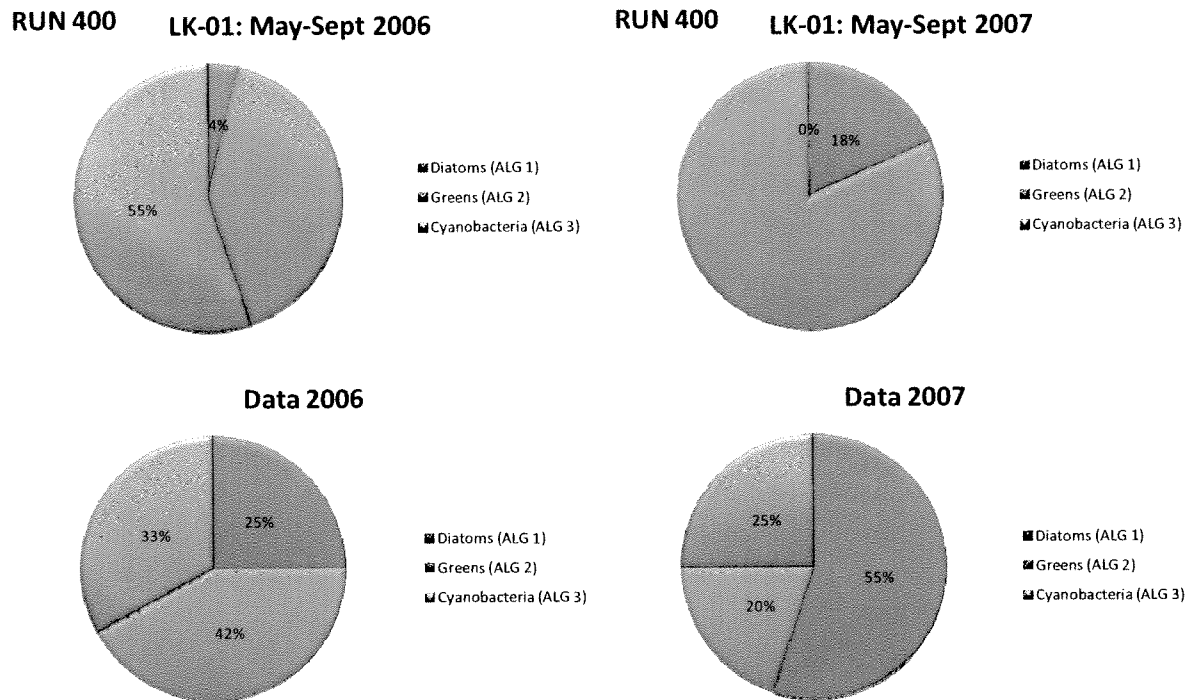 RUN 400 LK-01: May-Sept 2006
4%
55%
Diatoms (ALG 1)
Greens (ALG 2)
Cyanobacteria (ALG 3)
RUN 400 LK-01: May-Sept 2007
0%
18%
Diatoms (ALG 1)
Greens (ALG 2)
Cyanobacteria (ALG 3)
Data 2006
25%
33%
42%
Diatoms (ALG 1)
Greens (ALG 2)
Cyanobacteria (ALG 3)
Data 2007
25%
55%
20%
Diatoms (ALG 1)
Greens (ALG 2)
Cyanobacteria (ALG 3)